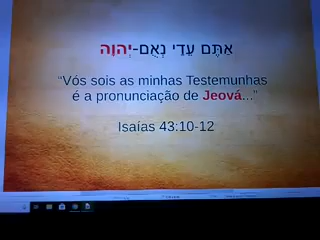 אַתֶּם עֵדַי נְאֻם-יְהוָה
“Vós sois as minhas Testemunhas
é a pronunciação de Jeová...”
Isaías 43:10-12